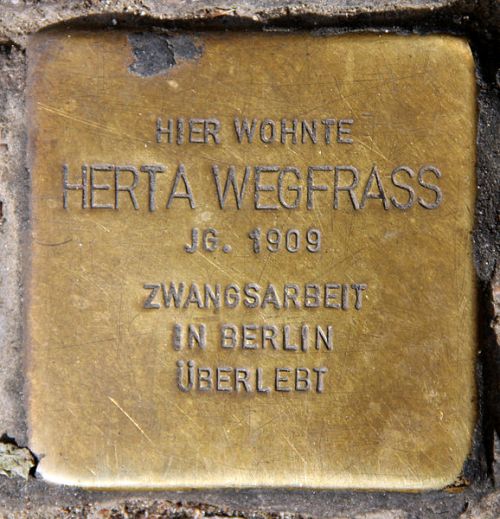 HIER WOHNTE
HERTA WEGFRASS
JG. 1909
ZWANGSARBEIT
IN BERLIN
ÜBERLEBT